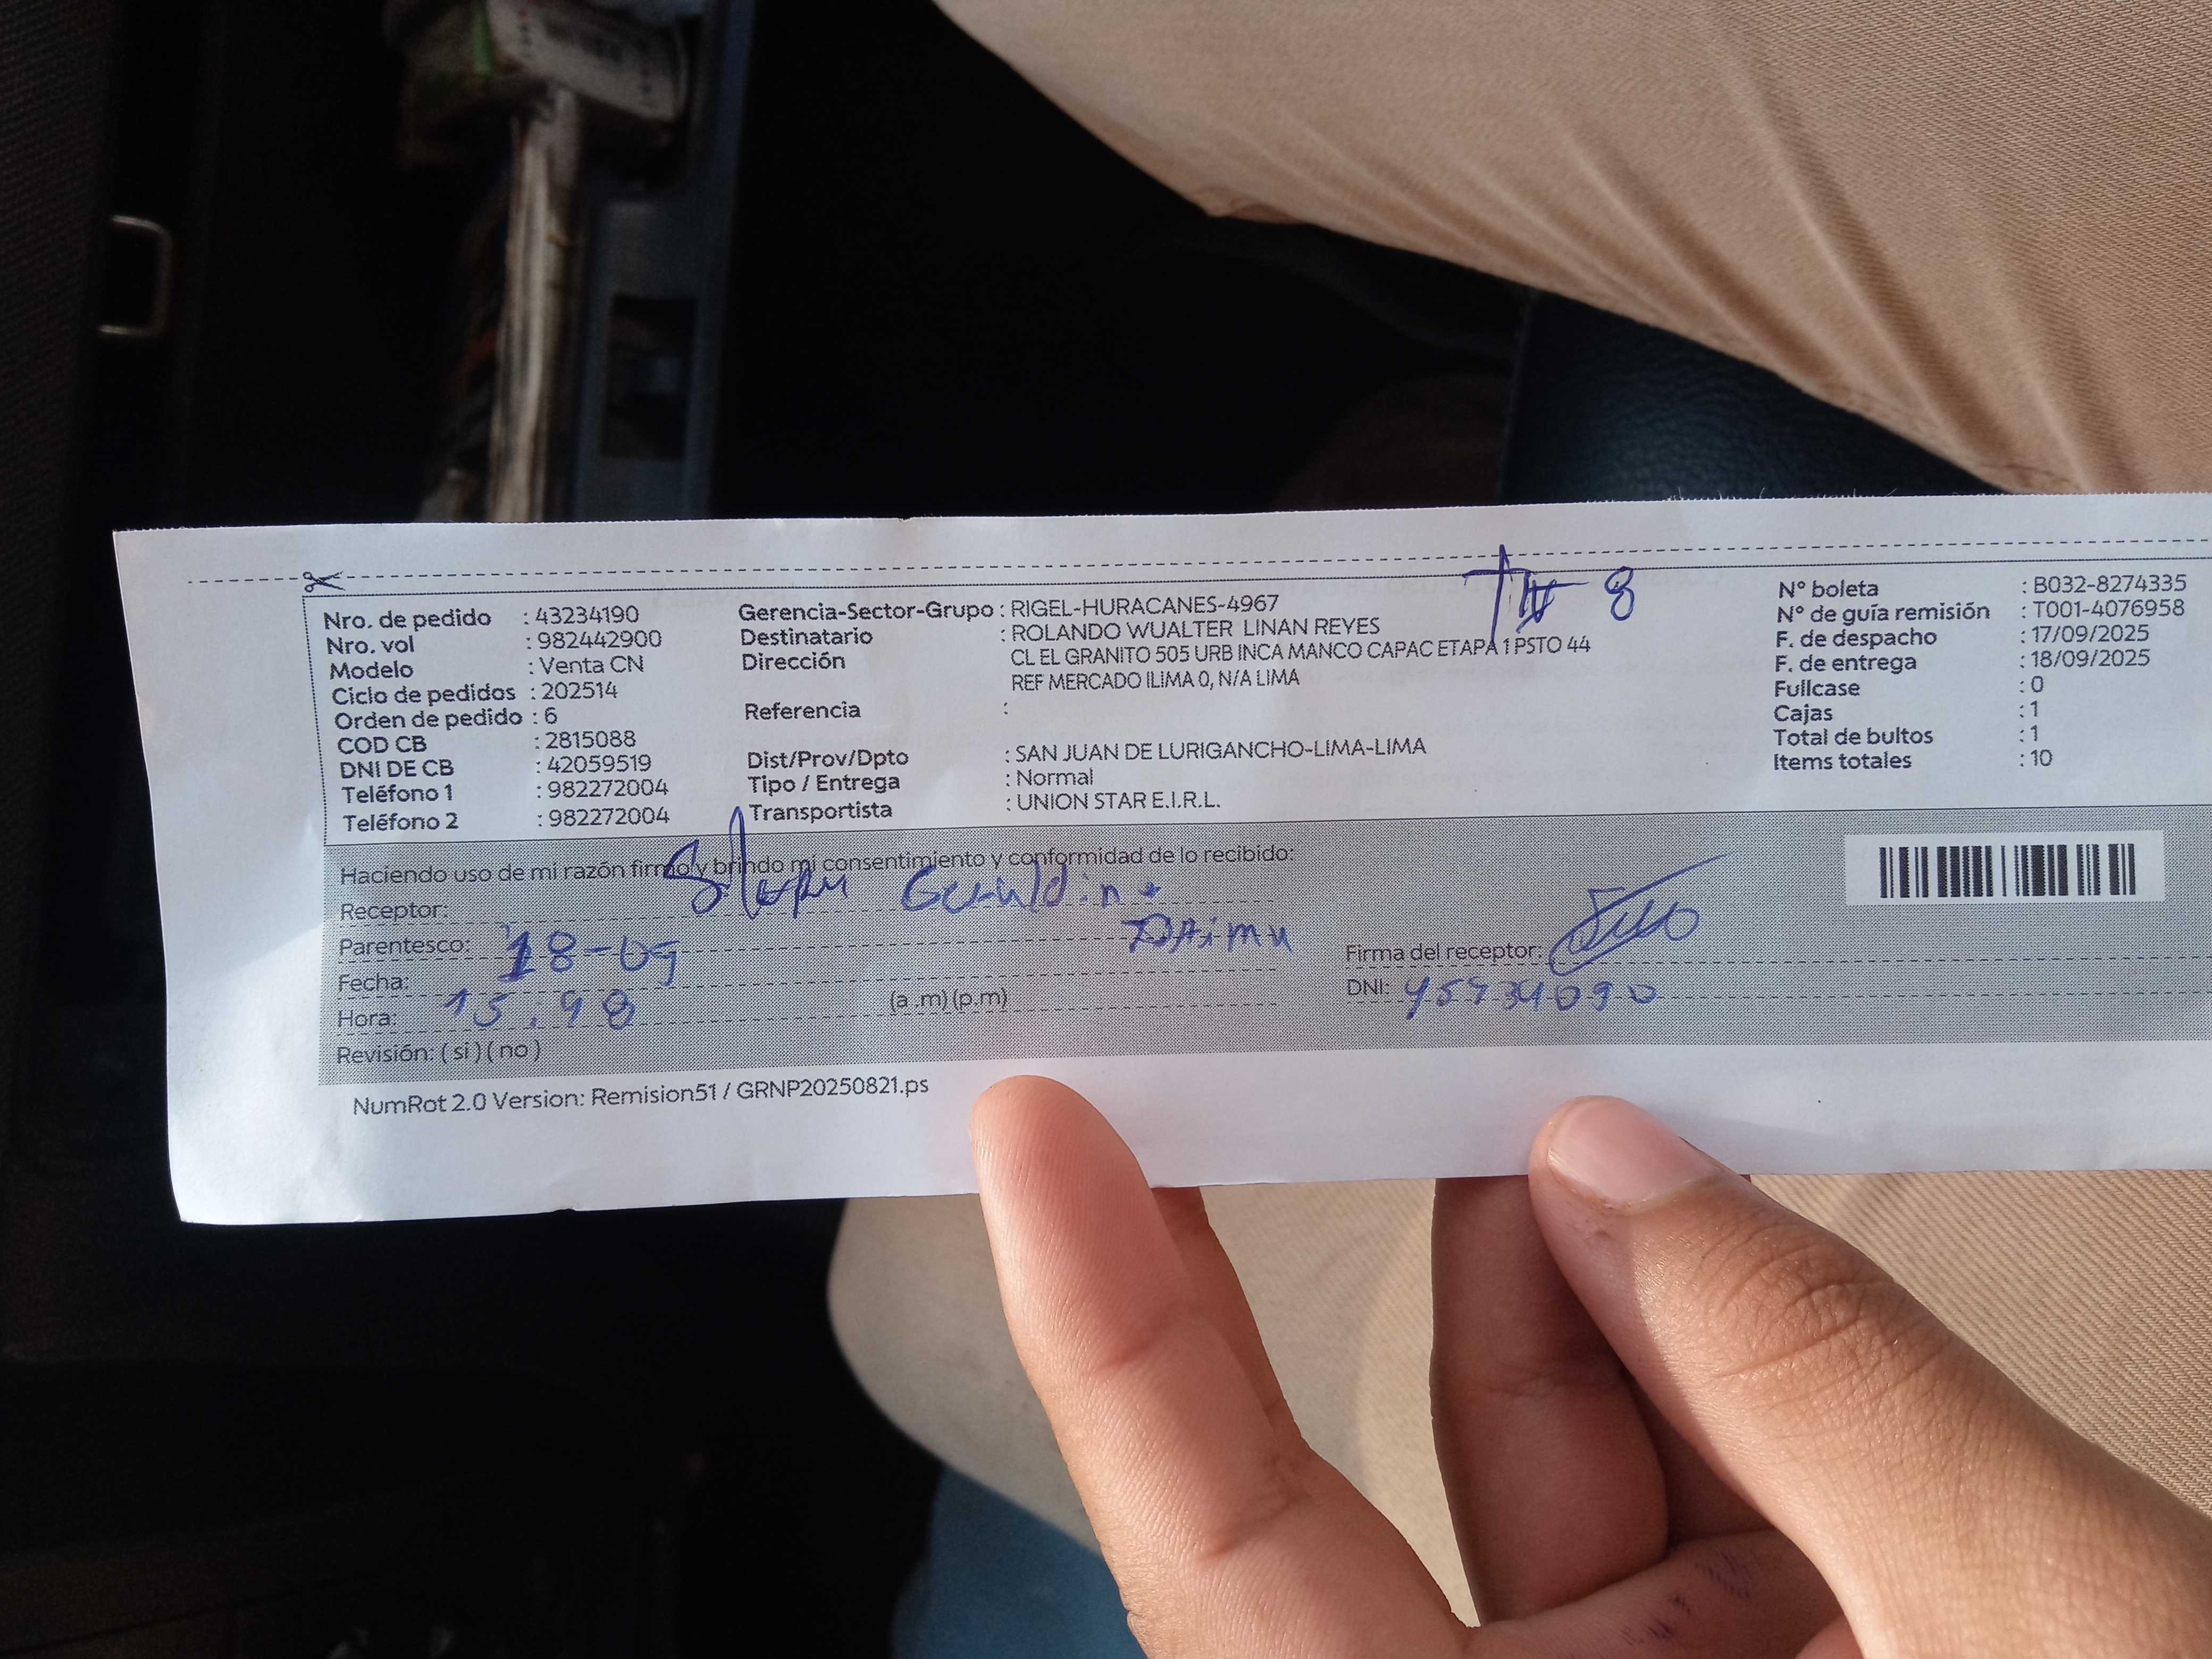 Nro. de pedido : 43234190
Nro. vol : 982442900
Modelo : Venta CN
Ciclo de pedidos : 202514
Orden de pedido : 6
COD CB : 2815088
DNI DE CB : 42059519
Teléfono 1 : 982272004
Teléfono 2 : 982272004
Gerencia-Sector-Grupo : RIGEL-HURACANES-4967
Destinatario : ROLANDO WUALTER LINAN REYES
Dirección : CL EL GRANITO 505 URB INCA MANCO CAPAC ETAPA 1 PSTO 44
REF MERCADO ILIMA 0, N/A LIMA
Referencia :
Dist/Prov/Dpto : SAN JUAN DE LURIGANCHO-LIMA-LIMA
Tipo / Entrega : Normal
Transportista : UNION STAR E.I.R.L.
8
N° boleta : B032-8274335
N° de guía remisión : T001-4076958
F. de despacho : 17/09/2025
F. de entrega : 18/09/2025
Fullcase : 0
Cajas : 1
Total de bultos : 1
Items totales : 10
Haciendo uso de mi razón firmo y brindo mi consentimiento y conformidad de lo recibido:
Receptor:
Parentesco: 18-09
Fecha:
Hora: (a .m) (p.m)
Revisión: ( si ) ( no )
Firma del receptor:
DNI:
NumRot 2.0 Version: Remision51 / GRNP20250821.ps